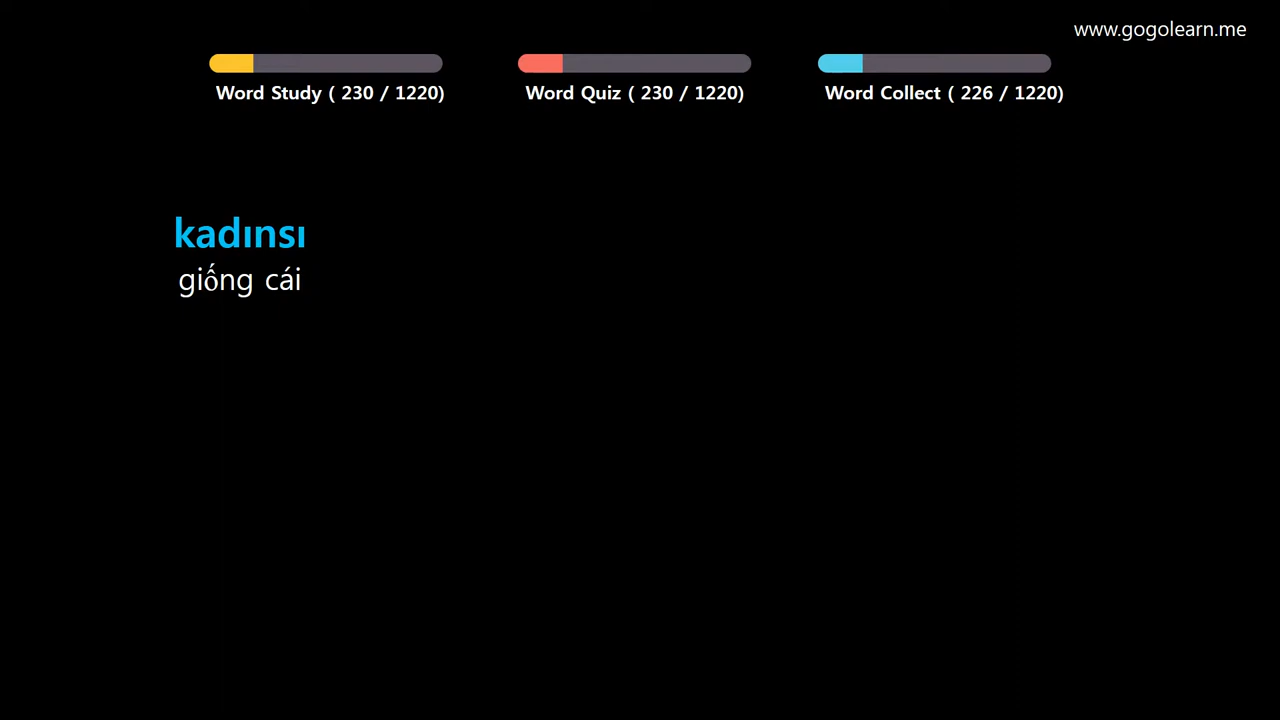 www.gogolearn.me
Word Study ( 230 / 1220)
Word Quiz ( 230 / 1220)
Word Collect ( 226 / 1220)
kadınsı
giống cái